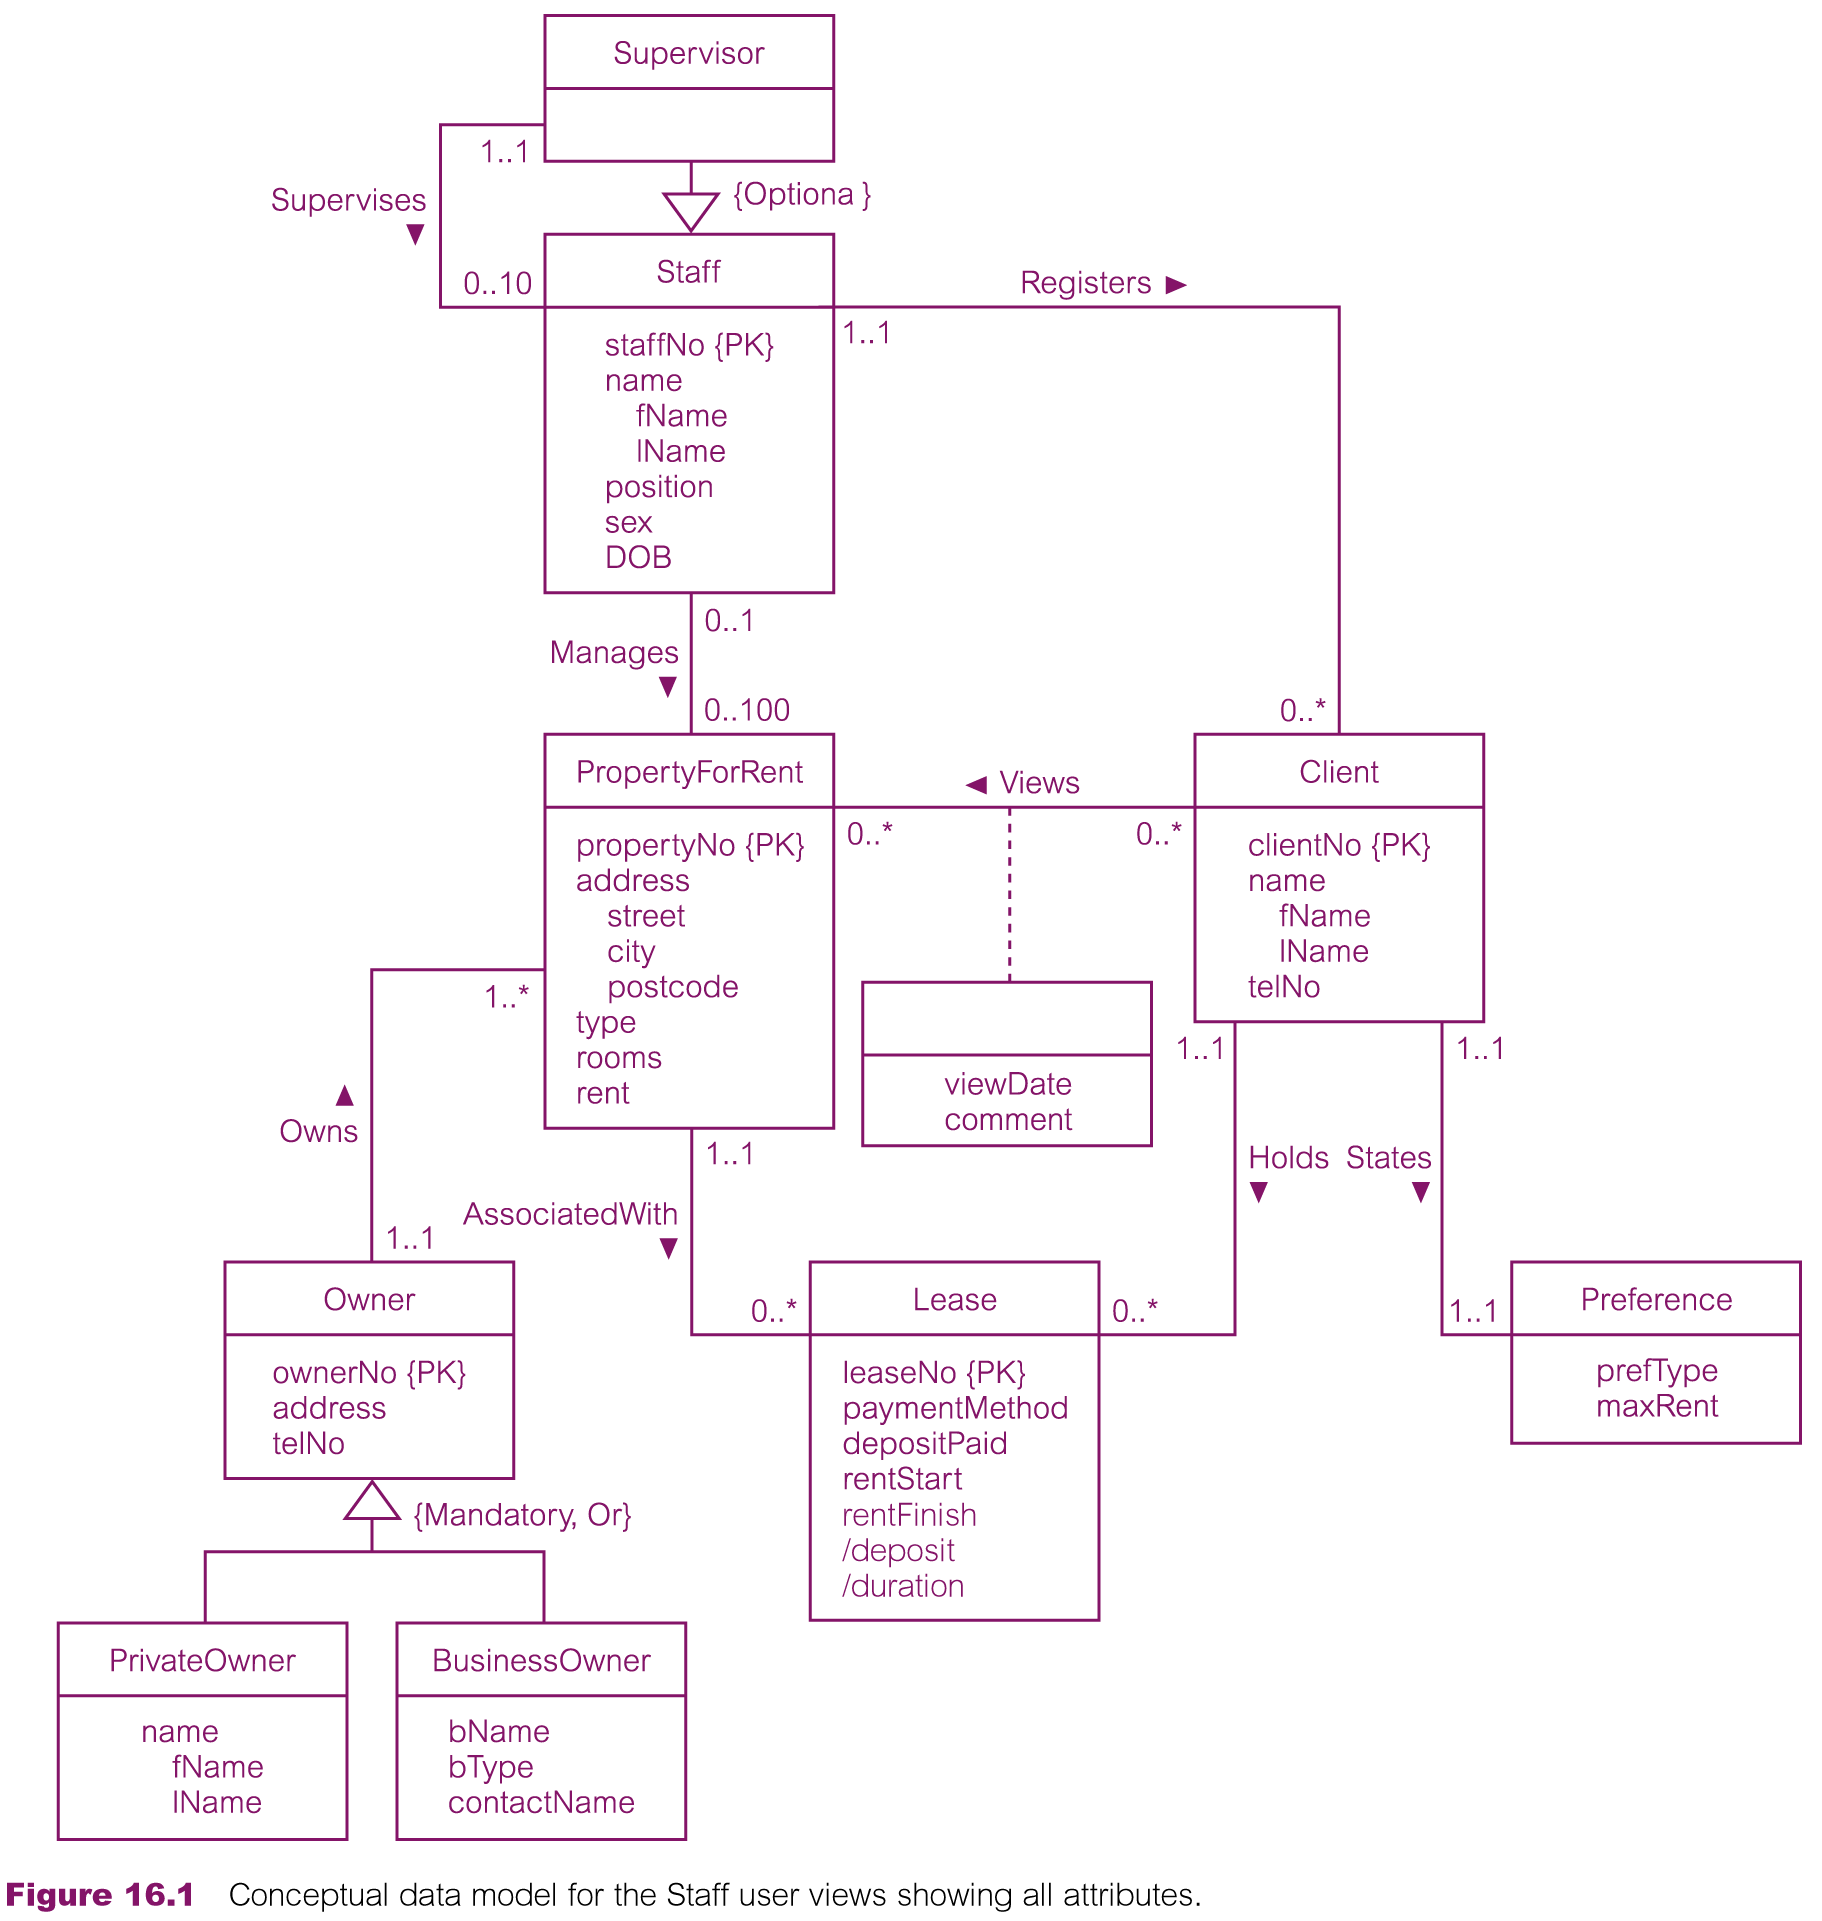 Supervisor
1..1
Supervises
▼
{Optiona }
0..10
Staff
Registers ►
1..1
staffNo {PK}
name
fName
lName
position
sex
DOB
0..1
Manages
▼
0..100
0..*
PropertyForRent
◄ Views
Client
0..*
0..*
propertyNo {PK}
address
street
city
postcode
type
rooms
rent
clientNo {PK}
name
fName
lName
telNo
1..*
viewDate
comment
1..1
1..1
▲
Owns
1..1
Holds
▼
States
▼
AssociatedWith
▼
1..1
Owner
0..*
Lease
0..*
1..1
Preference
ownerNo {PK}
address
telNo
leaseNo {PK}
paymentMethod
depositPaid
rentStart
rentFinish
/deposit
/duration
prefType
maxRent
{Mandatory, Or}
PrivateOwner
name
fName
lName
BusinessOwner
bName
bType
contactName
Figure 16.1 Conceptual data model for the Staff user views showing all attributes.